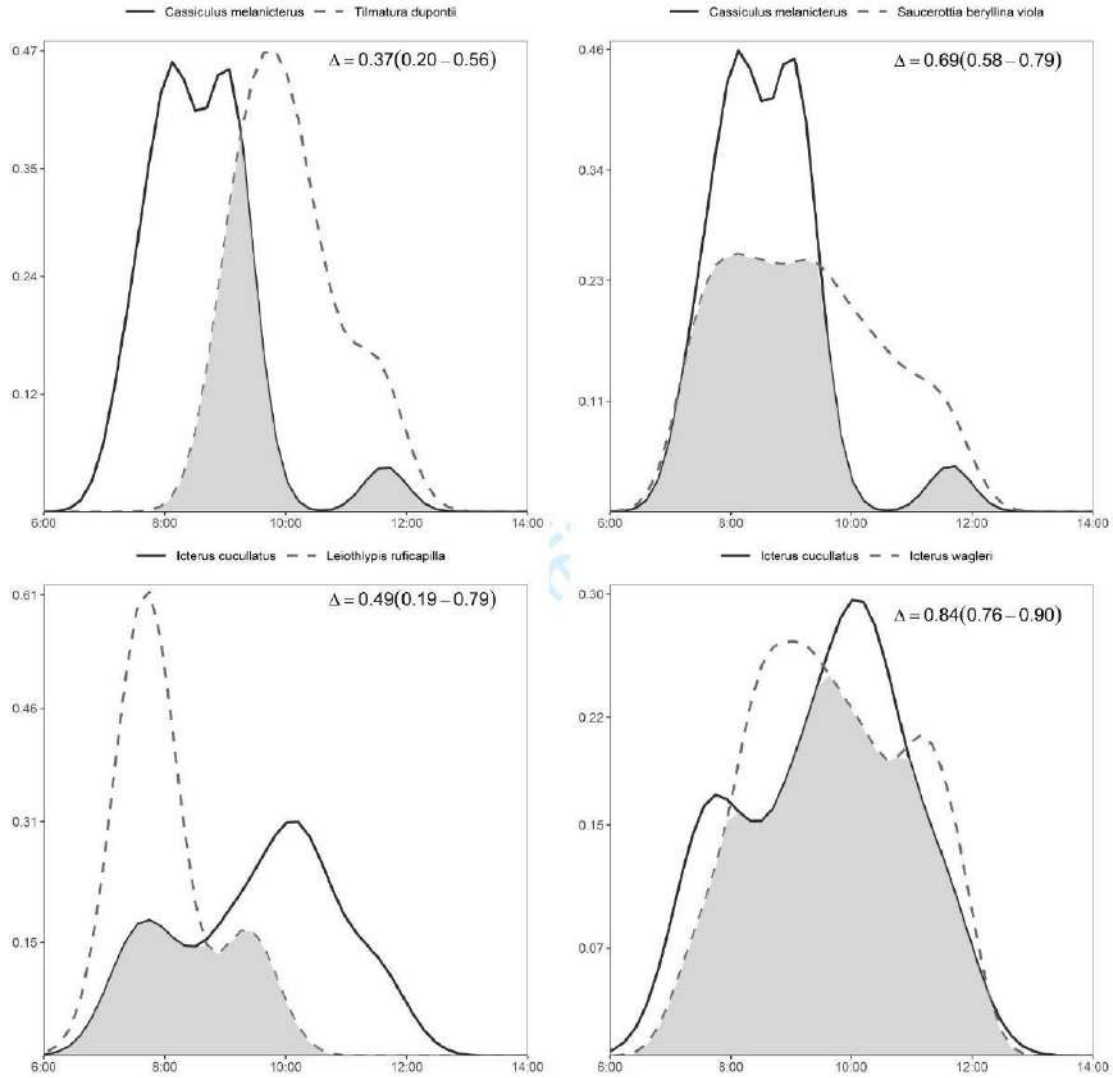 Cassiculus melanicterus Tilmatura dupontii
Δ = 0.37(0.20 – 0.56)
0.47
0.35
0.24
0.12
6:00 8:00 10:00 12:00 14:00
Cassiculus melanicterus Saucerottia beryllina viola
Δ = 0.69(0.58 – 0.79)
0.46
0.34
0.23
0.11
6:00 8:00 10:00 12:00 14:00
Icterus cucullatus Leiothlypis ruficapilla
Δ = 0.49(0.19 – 0.79)
0.61
0.46
0.31
0.15
6:00 8:00 10:00 12:00 14:00
Icterus cucullatus Icterus wagleri
Δ = 0.84(0.76 – 0.90)
0.30
0.22
0.15
0.07
6:00 8:00 10:00 12:00 14:00